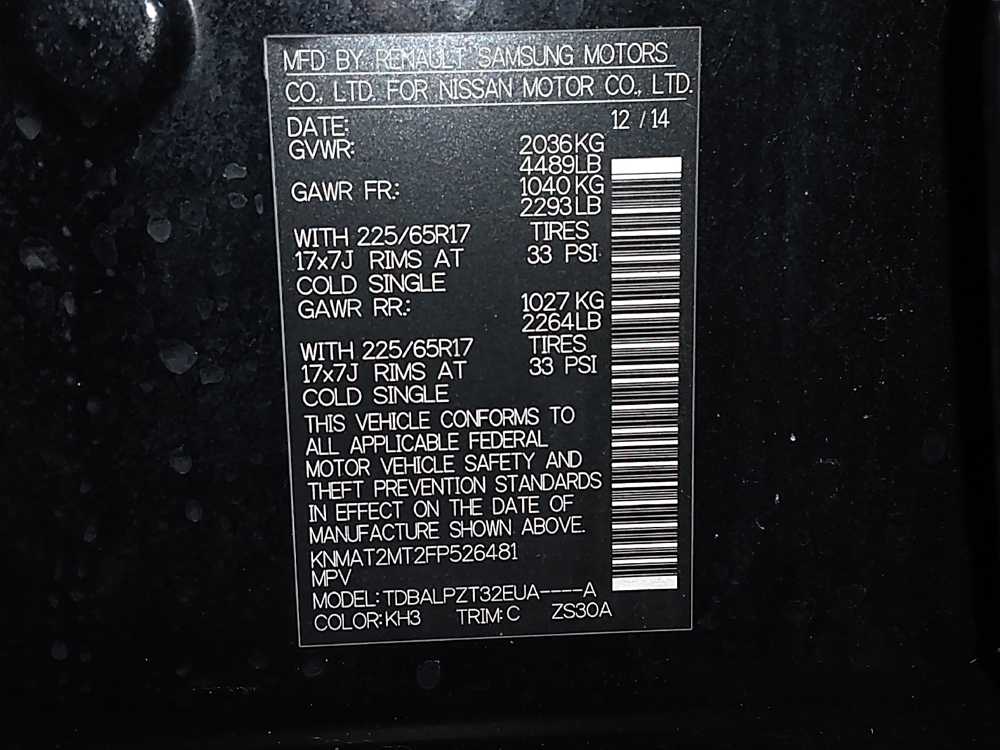 MFD BY RENAULT SAMSUNG MOTORS
CO., LTD. FOR NISSAN MOTOR CO., LTD.
DATE: 12 / 14
GVWR: 2036 KG
4489 LB
GAWR FR.: 1040 KG
2293 LB
WITH 225/65R17 TIRES
17x7J RIMS AT 33 PSI
COLD SINGLE
GAWR RR.: 1027 KG
2264 LB
WITH 225/65R17 TIRES
17x7J RIMS AT 33 PSI
COLD SINGLE
THIS VEHICLE CONFORMS TO
ALL APPLICABLE FEDERAL
MOTOR VEHICLE SAFETY AND
THEFT PREVENTION STANDARDS
IN EFFECT ON THE DATE OF
MANUFACTURE SHOWN ABOVE.
KNMAT2MT2FP526481
MPV
MODEL: TDBALPZT32EUA----A
COLOR: KH3 TRIM: C ZS30A